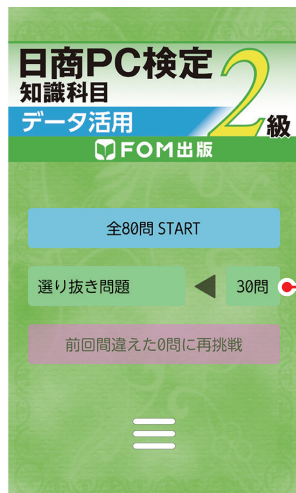 日商PC検定
知識科目
データ活用
2級
FOM出版
全80問 START
選り抜き問題 ◀ 30問
前回間違えた0問に再挑戦